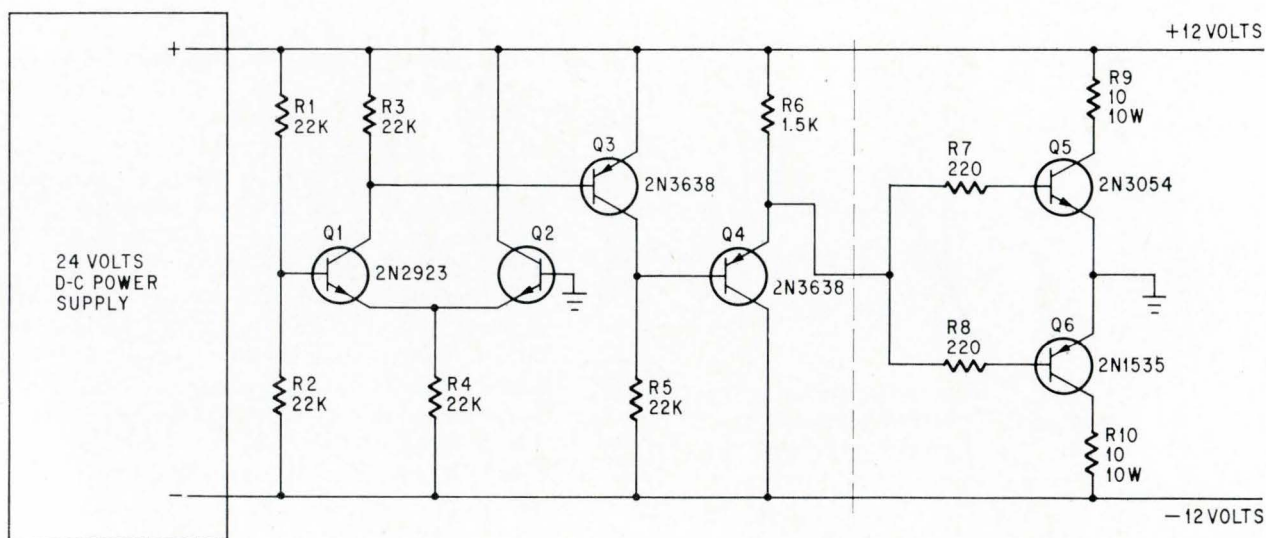 24 VOLTS
D-C POWER
SUPPLY
+
−
R1
22K
R2
22K
R3
22K
Q1
2N2923
Q2
R4
22K
Q3
2N3638
R5
22K
R6
1.5K
Q4
2N3638
R7
220
R8
220
+12 VOLTS
R9
10
10W
Q5
2N3054
Q6
2N1535
R10
10
10W
−12 VOLTS